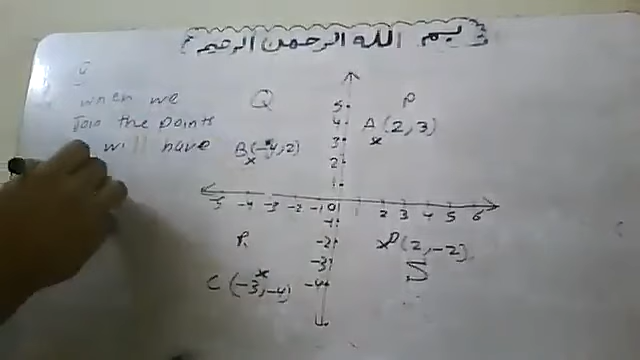 بسم الله الرحمن الرحيم
when we
Join the points
will have
Q
P
A (2, 3)
B(-4, 2)
5
4
3
2
1
-5 -4 -3 -2 -1 0 1 2 3 4 5 6
-1
-2
-3
-4
R
D(2, -2)
S
C (-3, -4)